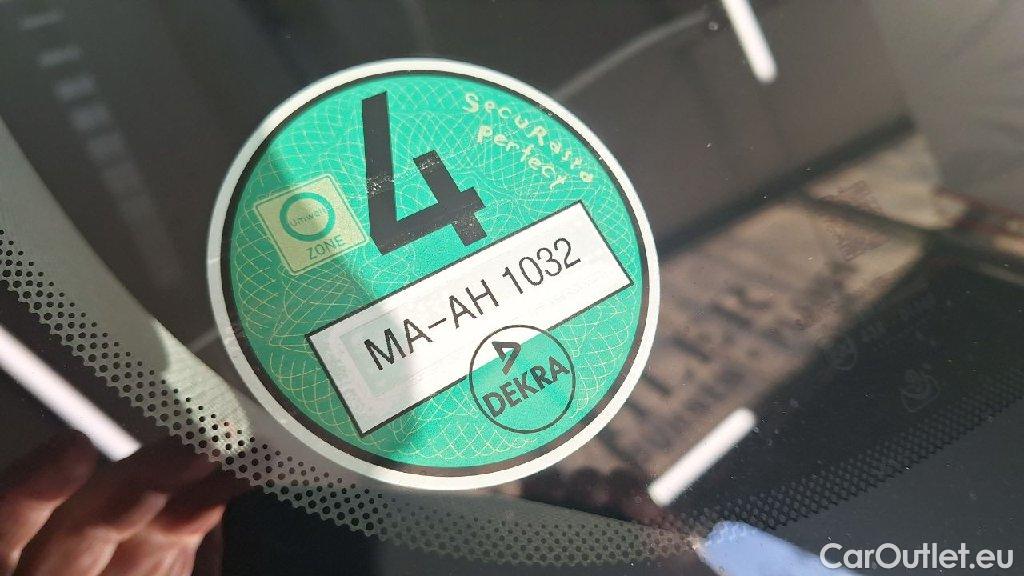 4
SecuRasta
Perfect
Umwelt
ZONE
MA-AH 1032
DEKRA
CarOutlet.eu